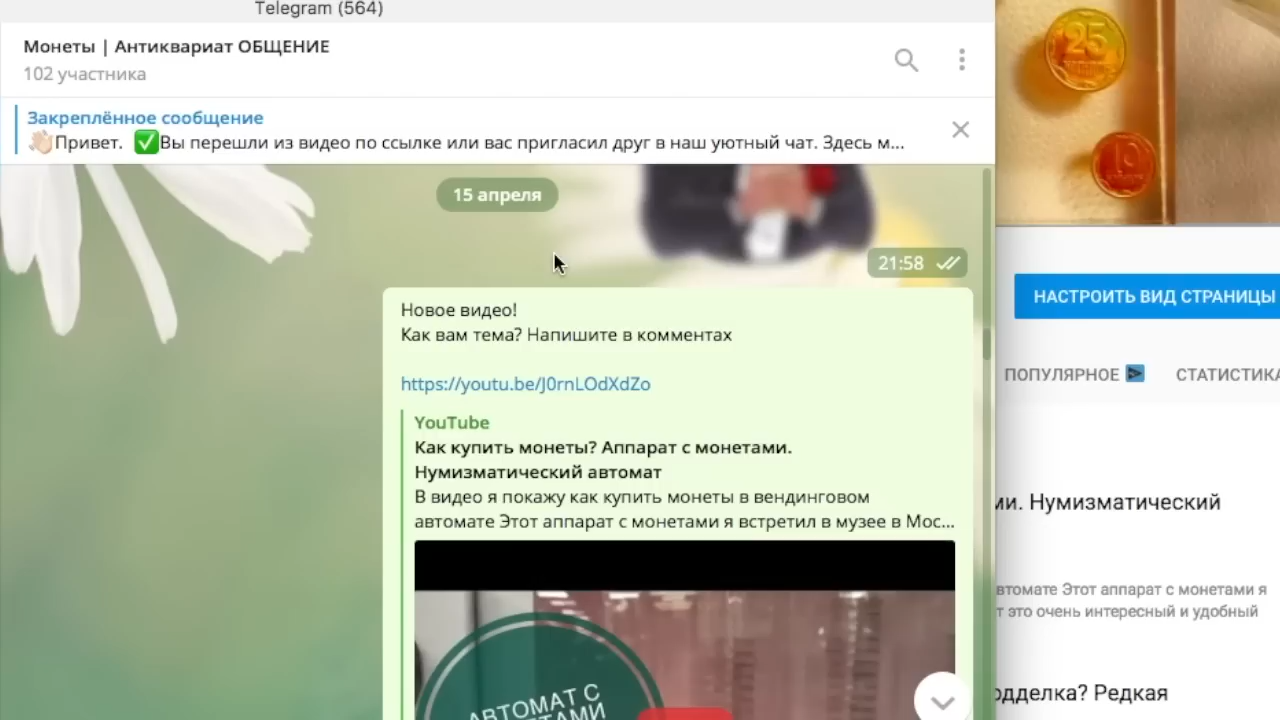 Telegram (564)
Монеты | Антиквариат ОБЩЕНИЕ
102 участника
Закреплённое сообщение
👋🏻Привет. ✅Вы перешли из видео по ссылке или вас пригласил друг в наш уютный чат. Здесь м...
15 апреля
21:58
Новое видео!
Как вам тема? Напишите в комментах
https://youtu.be/J0rnLOdXdZo
YouTube
Как купить монеты? Аппарат с монетами.
Нумизматический автомат
В видео я покажу как купить монеты в вендинговом
автомате Этот аппарат с монетами я встретил в музее в Мос...
АВТОМАТ С
25
10
НАСТРОИТЬ ВИД СТРАНИЦЫ
ПОПУЛЯРНОЕ СТАТИСТИКА
ми. Нумизматический
втомате Этот аппарат с монетами я
т это очень интересный и удобный
одделка? Редкая